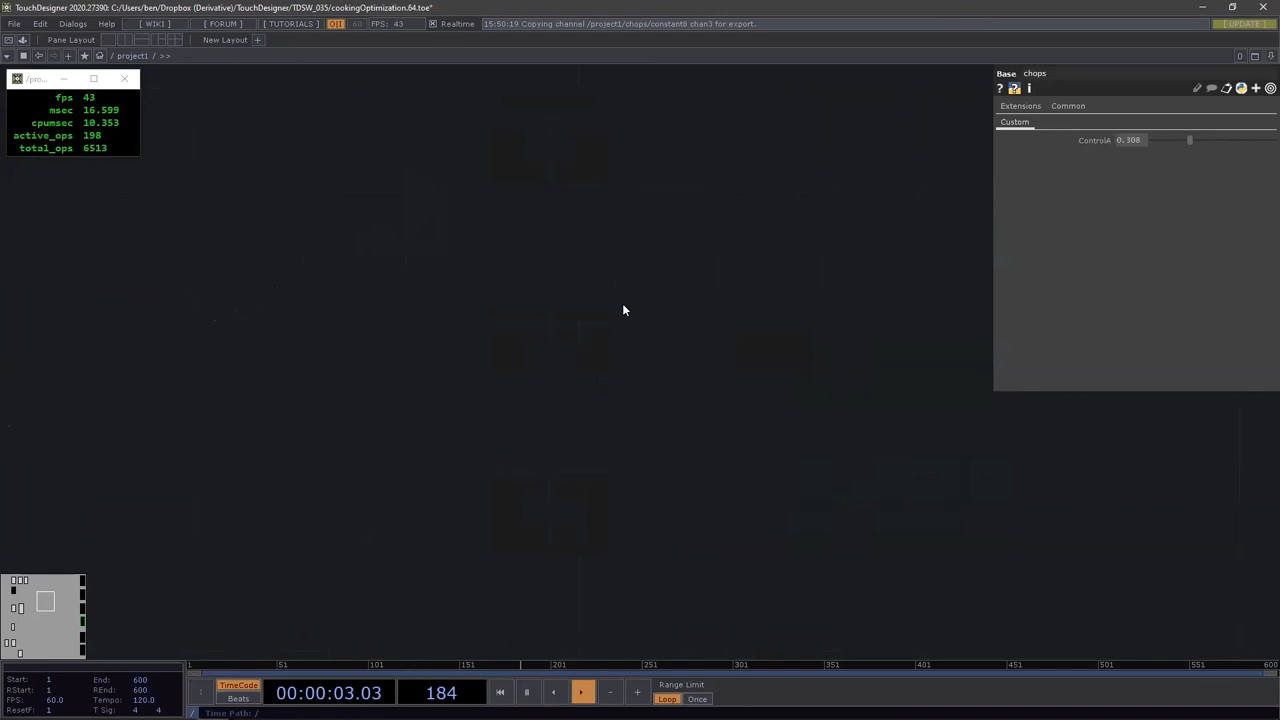 TouchDesigner 2020.27390: C:/Users/ben/Dropbox (Derivative)/TouchDesigner/TDSW_035/cookingOptimization.64.toe*
File Edit Dialogs Help [ WIKI ] [ FORUM ] [ TUTORIALS ] O|I 60 FPS: 43 Realtime 15:50:19 Copying channel /project1/chops/constant8 chan3 for export. [ UPDATE ]
Pane Layout New Layout +
/ project1 / >> 0
/pro...
fps 43
msec 16.599
cpumsec 10.353
active_ops 198
total_ops 6513
Base chops
? i
Extensions Common
Custom
ControlA 0.308
1 51 101 151 201 251 301 351 401 451 501 551 600
Start: 1 End: 600
RStart: 1 REnd: 600
FPS: 60.0 Tempo: 120.0
ResetF: 1 T Sig: 4 4
TimeCode
Beats
00:00:03.03 184
Range Limit
Loop Once
/ Time Path: /